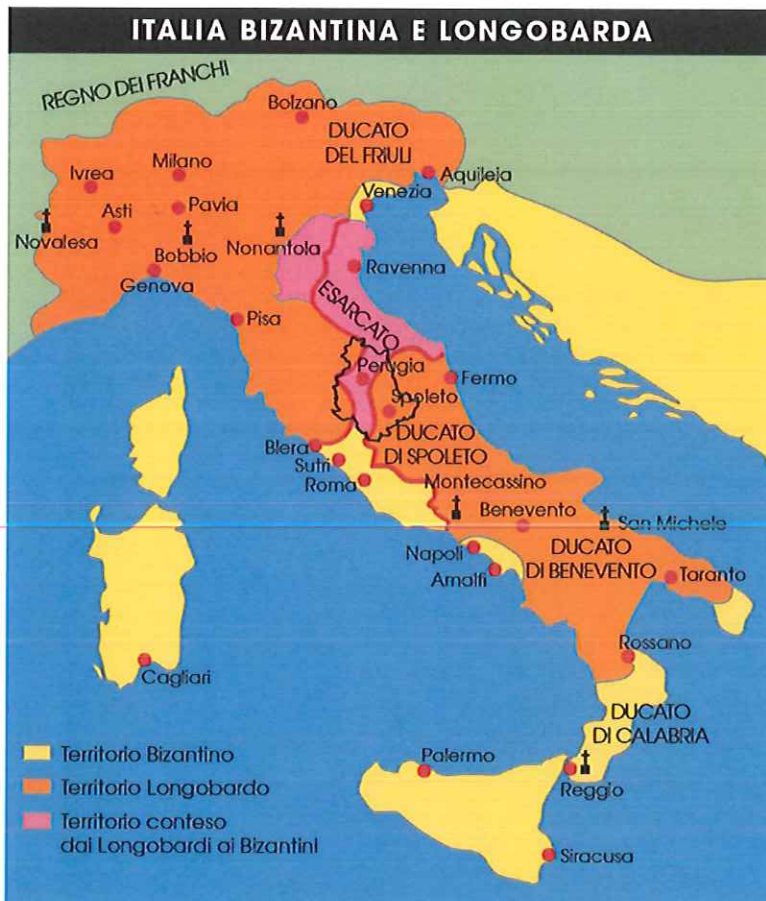 ITALIA BIZANTINA E LONGOBARDA
REGNO DEI FRANCHI
Bolzano
DUCATO
DEL FRIULI
Ivrea
Milano
Aquileja
Venezia
Asti
Pavia
Novalesa
Bobbio
Nonantola
Genova
Ravenna
ESARCATO
Pisa
Perugia
Fermo
Spoleto
Blera
DUCATO
DI SPOLETO
Sutri
Roma
Montecassino
Benevento
San Michele
Napoli
DUCATO
DI BENEVENTO
Taranto
Amalfi
Rossano
Cagliari
DUCATO
DI CALABRIA
Territorio Bizantino
Palermo
Territorio Longobardo
Reggio
Territorio conteso
dai Longobardi ai Bizantini
Siracusa